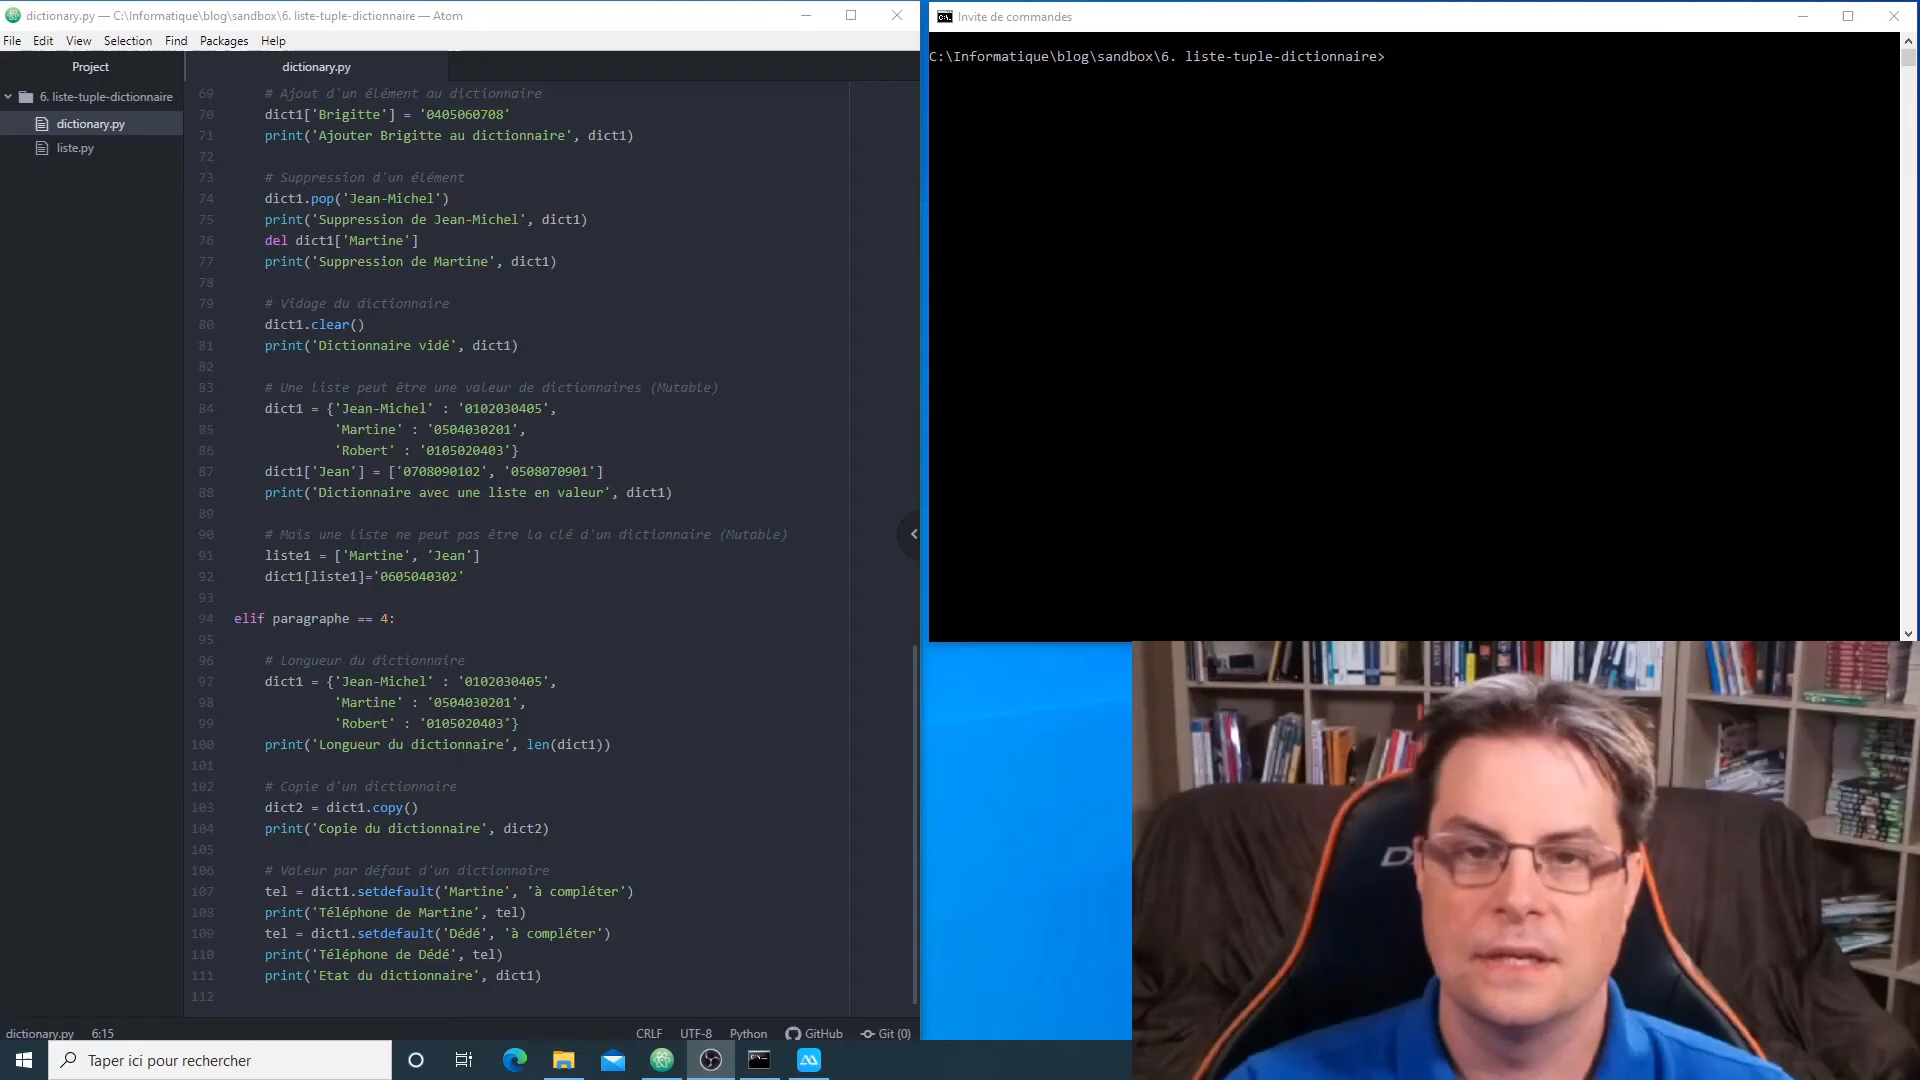 dictionary.py — C:\Informatique\blog\sandbox\6. liste-tuple-dictionnaire — Atom
File Edit View Selection Find Packages Help
Project
6. liste-tuple-dictionnaire
dictionary.py
liste.py
dictionary.py
69 # Ajout d'un élément au dictionnaire
70 dict1['Brigitte'] = '0405060708'
71 print('Ajouter Brigitte au dictionnaire', dict1)
72
73 # Suppression d'un élément
74 dict1.pop('Jean-Michel')
75 print('Suppression de Jean-Michel', dict1)
76 del dict1['Martine']
77 print('Suppression de Martine', dict1)
78
79 # Vidage du dictionnaire
80 dict1.clear()
81 print('Dictionnaire vidé', dict1)
82
83 # Une liste peut être une valeur de dictionnaires (Mutable)
84 dict1 = {'Jean-Michel' : '0102030405',
85 'Martine' : '0504030201',
86 'Robert' : '0105020403'}
87 dict1['Jean'] = ['0708090102', '0508070901']
88 print('Dictionnaire avec une liste en valeur', dict1)
89
90 # Mais une liste ne peut pas être la clé d'un dictionnaire (Mutable)
91 liste1 = ['Martine', 'Jean']
92 dict1[liste1]='0605040302'
93
94 elif paragraphe == 4:
95
96 # Longueur du dictionnaire
97 dict1 = {'Jean-Michel' : '0102030405',
98 'Martine' : '0504030201',
99 'Robert' : '0105020403'}
100 print('Longueur du dictionnaire', len(dict1))
101
102 # Copie d'un dictionnaire
103 dict2 = dict1.copy()
104 print('Copie du dictionnaire', dict2)
105
106 # Valeur par défaut d'un dictionnaire
107 tel = dict1.setdefault('Martine', 'à compléter')
108 print('Téléphone de Martine', tel)
109 tel = dict1.setdefault('Dédé', 'à compléter')
110 print('Téléphone de Dédé', tel)
111 print('Etat du dictionnaire', dict1)
112
dictionary.py 6:15 CRLF UTF-8 Python GitHub Git (0)
Invite de commandes
C:\Informatique\blog\sandbox\6. liste-tuple-dictionnaire>
Taper ici pour rechercher